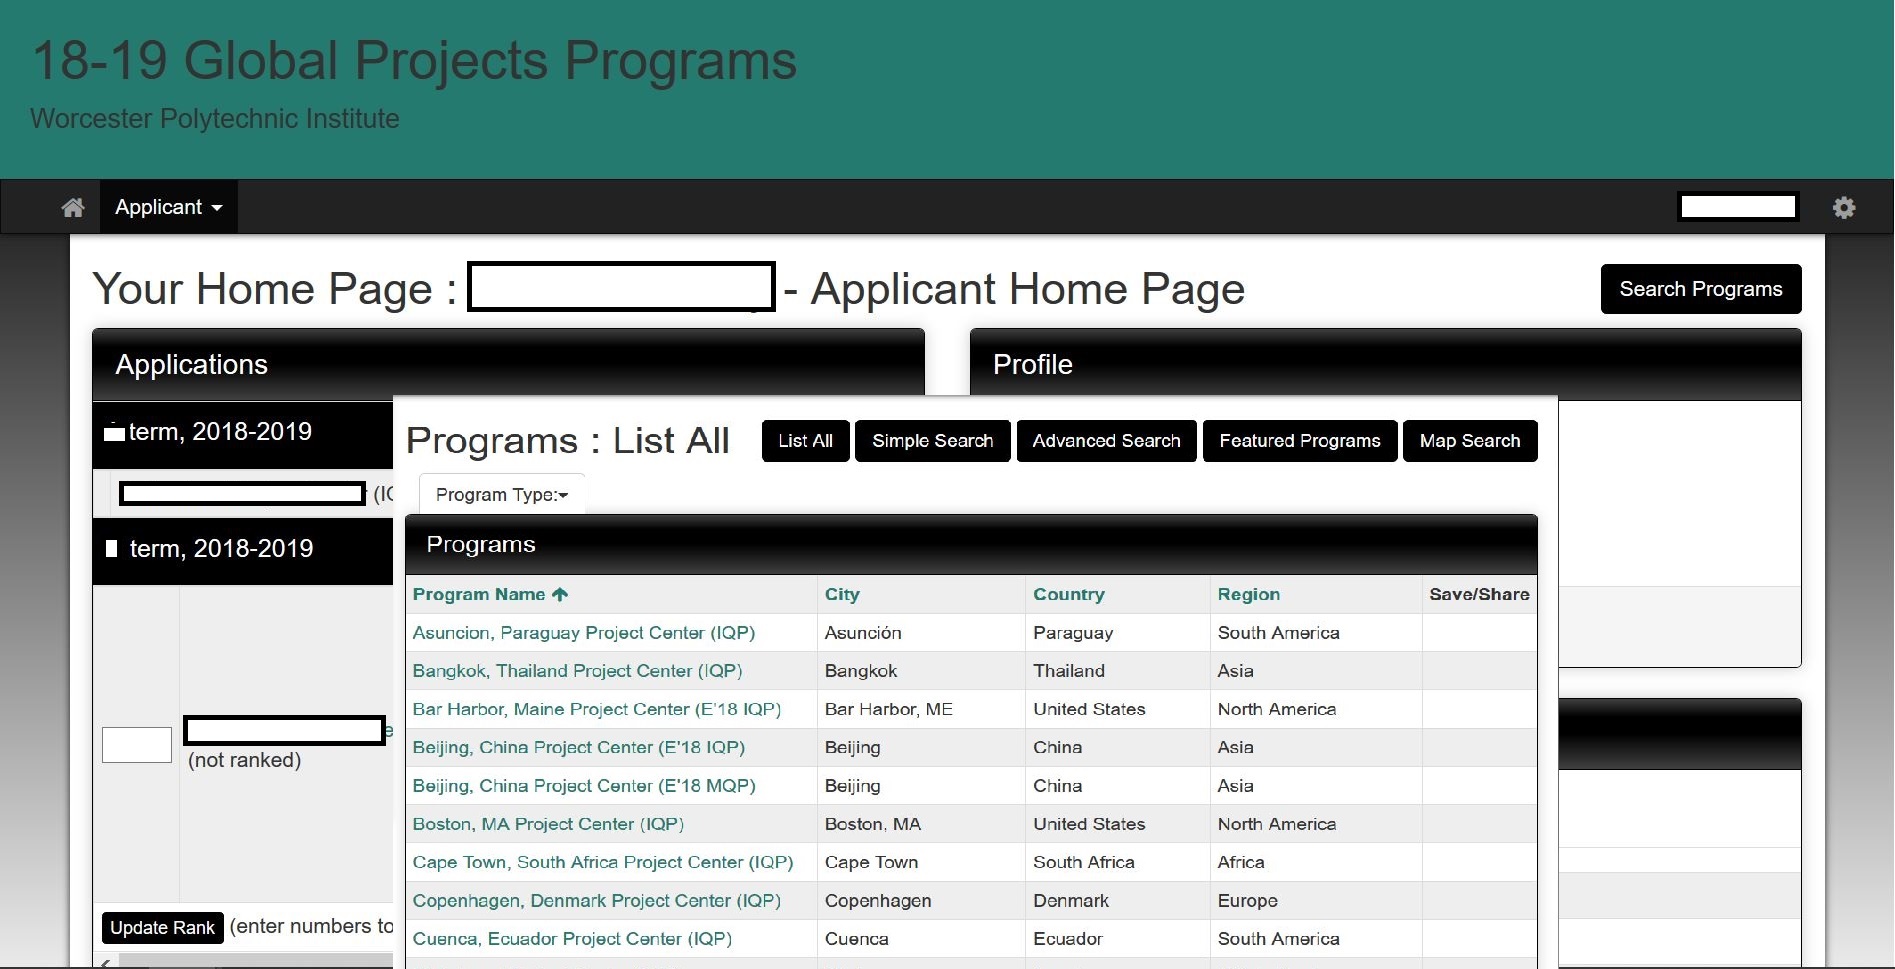 18-19 Global Projects Programs
Worcester Polytechnic Institute
Applicant
Your Home Page : - Applicant Home Page
Search Programs
Applications
Profile
term, 2018-2019
(IQ
term, 2018-2019
e
(not ranked)
Update Rank (enter numbers to
Programs : List All
List All Simple Search Advanced Search Featured Programs Map Search
Program Type:
Programs
Program Name City Country Region Save/Share
Asuncion, Paraguay Project Center (IQP) Asunción Paraguay South America
Bangkok, Thailand Project Center (IQP) Bangkok Thailand Asia
Bar Harbor, Maine Project Center (E'18 IQP) Bar Harbor, ME United States North America
Beijing, China Project Center (E'18 IQP) Beijing China Asia
Beijing, China Project Center (E'18 MQP) Beijing China Asia
Boston, MA Project Center (IQP) Boston, MA United States North America
Cape Town, South Africa Project Center (IQP) Cape Town South Africa Africa
Copenhagen, Denmark Project Center (IQP) Copenhagen Denmark Europe
Cuenca, Ecuador Project Center (IQP) Cuenca Ecuador South America